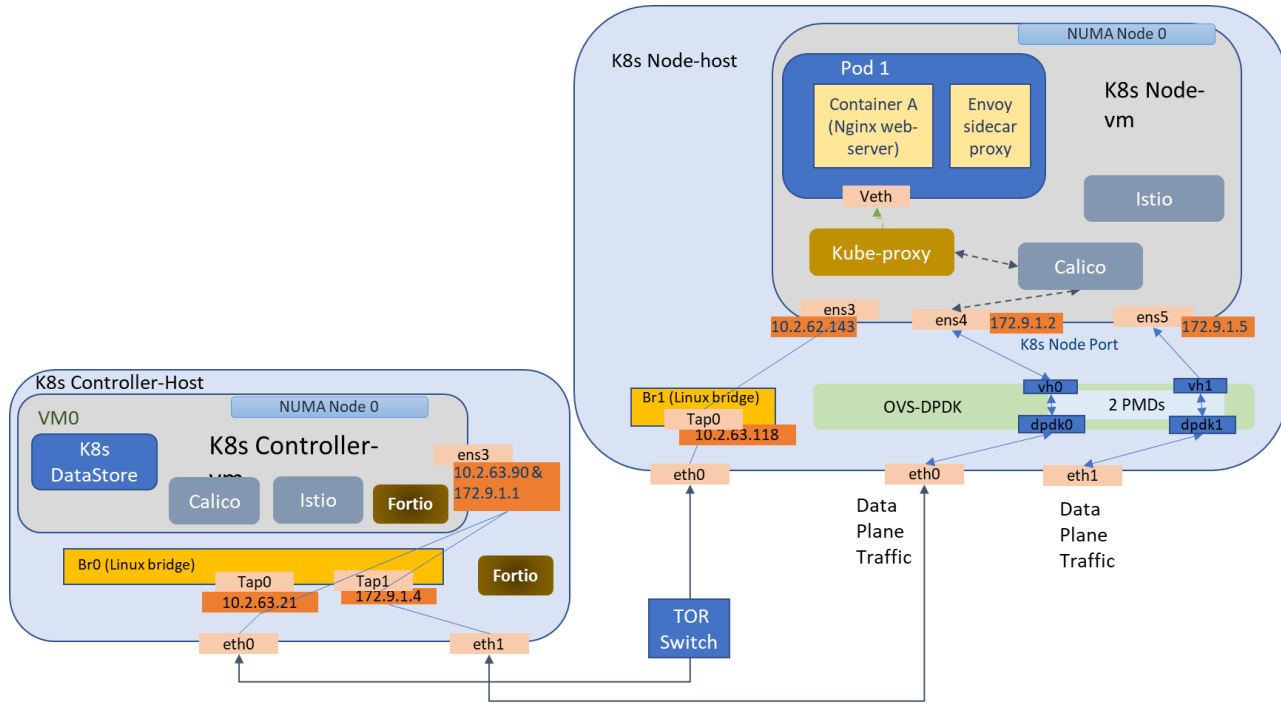 NUMA Node 0
K8s Node-host
Pod 1
K8s Node-
vm
Container A
(Nginx web-
server)
Envoy
sidecar
proxy
Veth
Istio
Kube-proxy
Calico
ens3
10.2.62.143
ens4
172.9.1.2
ens5
172.9.1.5
K8s Node Port
Br1 (Linux bridge)
Tap0
10.2.63.118
OVS-DPDK
vh0
vh1
2 PMDs
dpdk0
dpdk1
eth0
eth0
eth1
Data
Plane
Traffic
Data
Plane
Traffic
K8s Controller-Host
NUMA Node 0
VM0
K8s
DataStore
K8s Controller-
ens3
10.2.63.90 &
172.9.1.1
Calico
Istio
Fortio
Br0 (Linux bridge)
Tap0
10.2.63.21
Tap1
172.9.1.4
Fortio
eth0
eth1
TOR
Switch